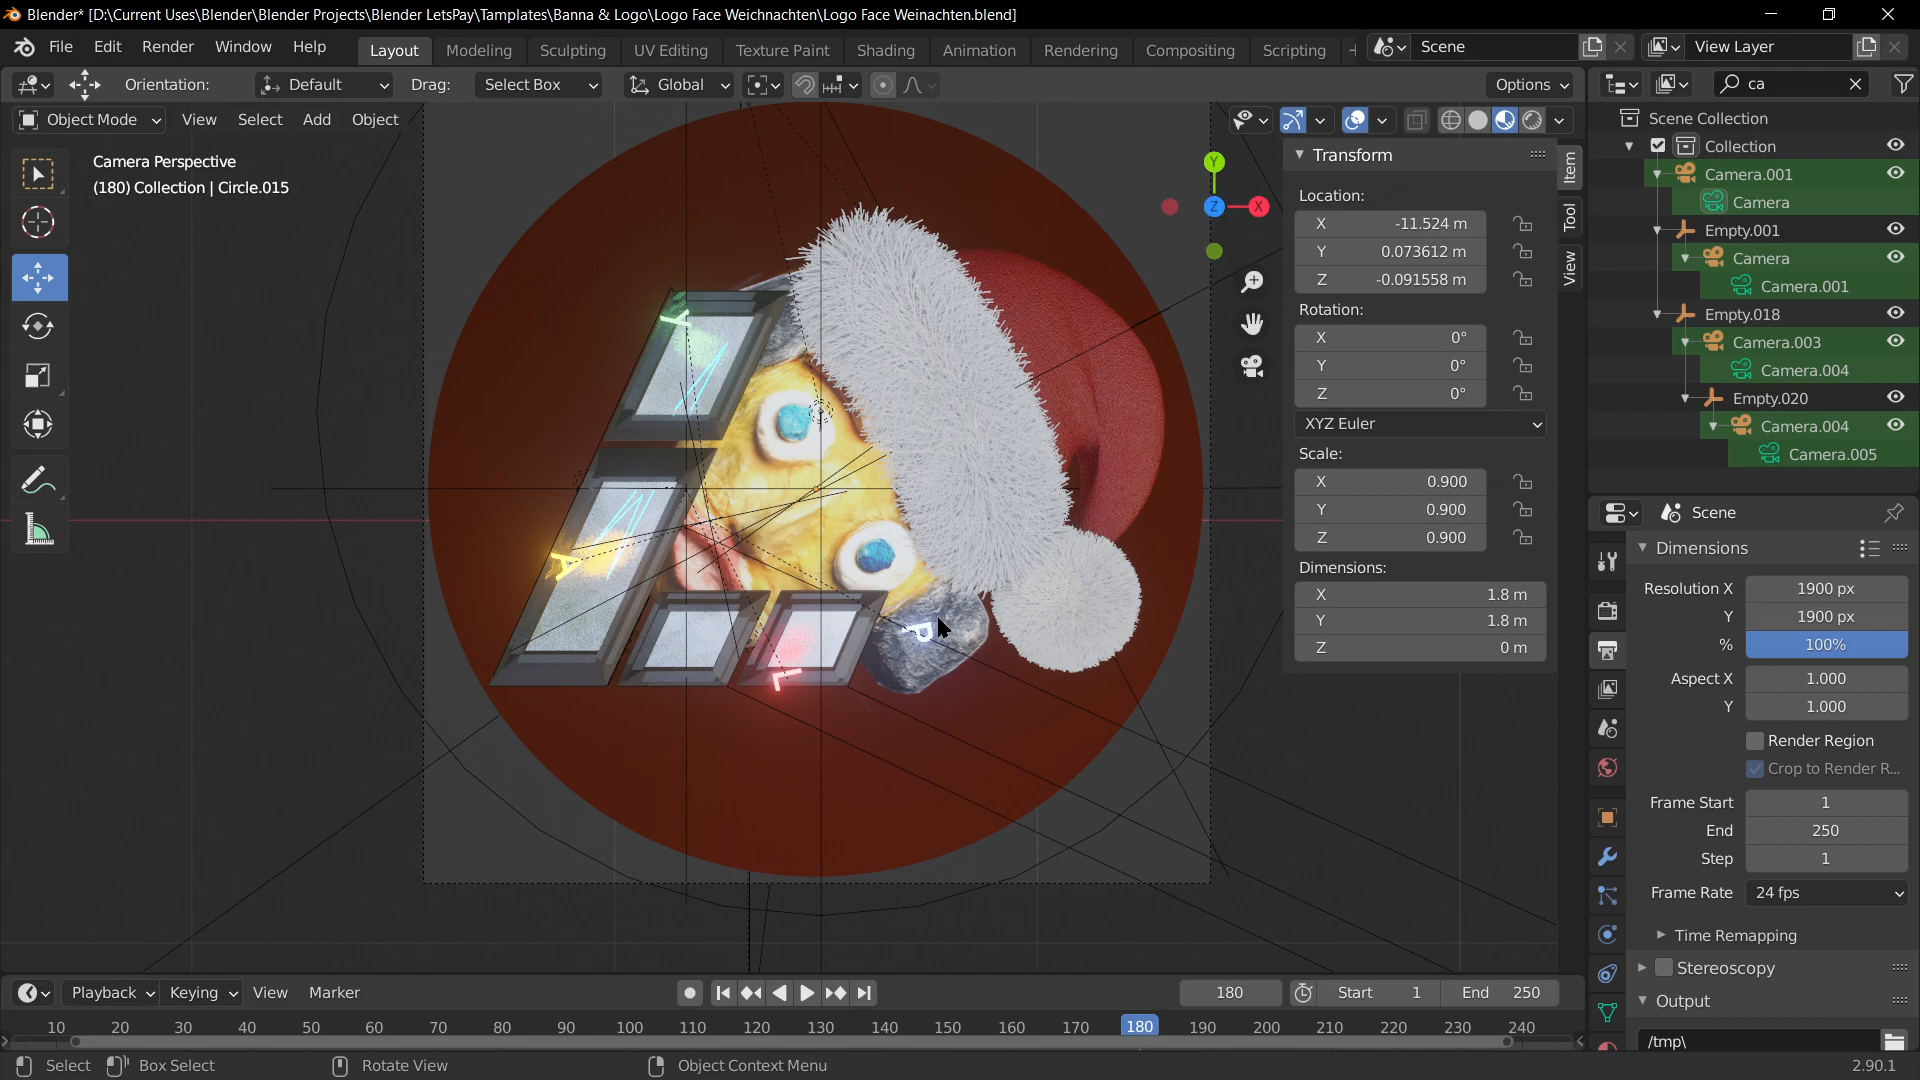 Blender* [D:\Current Uses\Blender\Blender Projects\Blender LetsPay\Tamplates\Banna & Logo\Logo Face Weichnachten\Logo Face Weinachten.blend]
File Edit Render Window Help Layout Modeling Sculpting UV Editing Texture Paint Shading Animation Rendering Compositing Scripting + Scene View Layer
Orientation: Default Drag: Select Box Global Options ca
Object Mode View Select Add Object
Scene Collection
Collection
Camera.001
Camera
Empty.001
Camera
Camera.001
Empty.018
Camera.003
Camera.004
Empty.020
Camera.004
Camera.005
Camera Perspective
(180) Collection | Circle.015
Y
X
Z
Y
A
L
P
Transform
Location:
X -11.524 m
Y 0.073612 m
Z -0.091558 m
Rotation:
X 0°
Y 0°
Z 0°
XYZ Euler
Scale:
X 0.900
Y 0.900
Z 0.900
Dimensions:
X 1.8 m
Y 1.8 m
Z 0 m
Item
Tool
View
Scene
Dimensions
Resolution X 1900 px
Y 1900 px
% 100%
Aspect X 1.000
Y 1.000
Render Region
Crop to Render R...
Frame Start 1
End 250
Step 1
Frame Rate 24 fps
Time Remapping
Stereoscopy
Output
/tmp\
Playback Keying View Marker 180 Start 1 End 250
10 20 30 40 50 60 70 80 90 100 110 120 130 140 150 160 170 180 190 200 210 220 230 240
Select Box Select Rotate View Object Context Menu 2.90.1